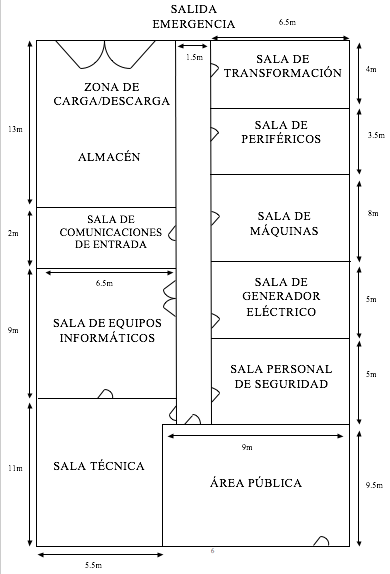 SALIDA
EMERGENCIA
6.5m
1.5m
ZONA DE
CARGA/DESCARGA
ALMACÉN
13m
SALA DE
TRANSFORMACIÓN
4m
SALA DE
PERIFÉRICOS
3.5m
SALA DE
COMUNICACIONES
DE ENTRADA
2m
SALA DE
MÁQUINAS
8m
6.5m
SALA DE EQUIPOS
INFORMÁTICOS
9m
SALA DE
GENERADOR
ELÉCTRICO
5m
SALA PERSONAL
DE SEGURIDAD
5m
SALA TÉCNICA
11m
9m
ÁREA PÚBLICA
9.5m
5.5m
6